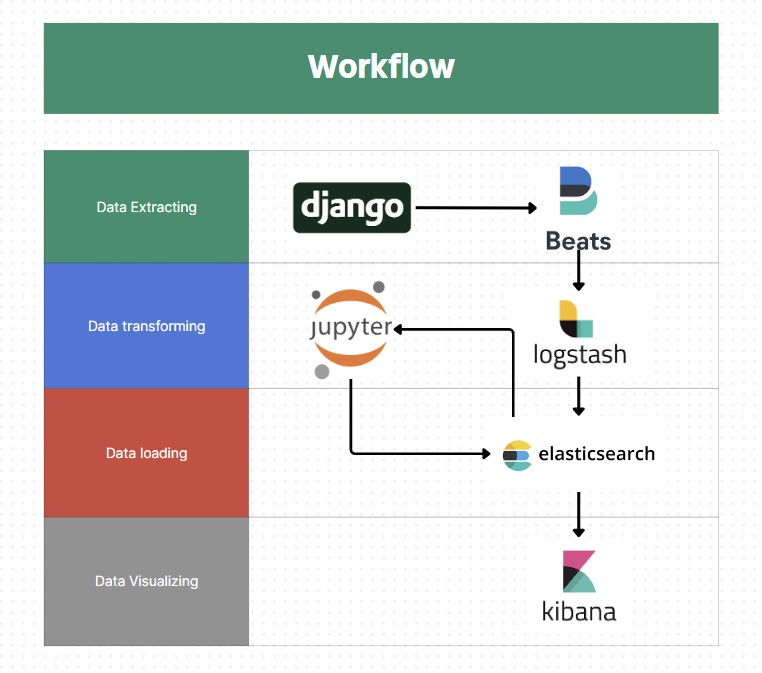 Workflow
Data Extracting
django
Beats
Data transforming
jupyter
logstash
Data loading
elasticsearch
Data Visualizing
kibana